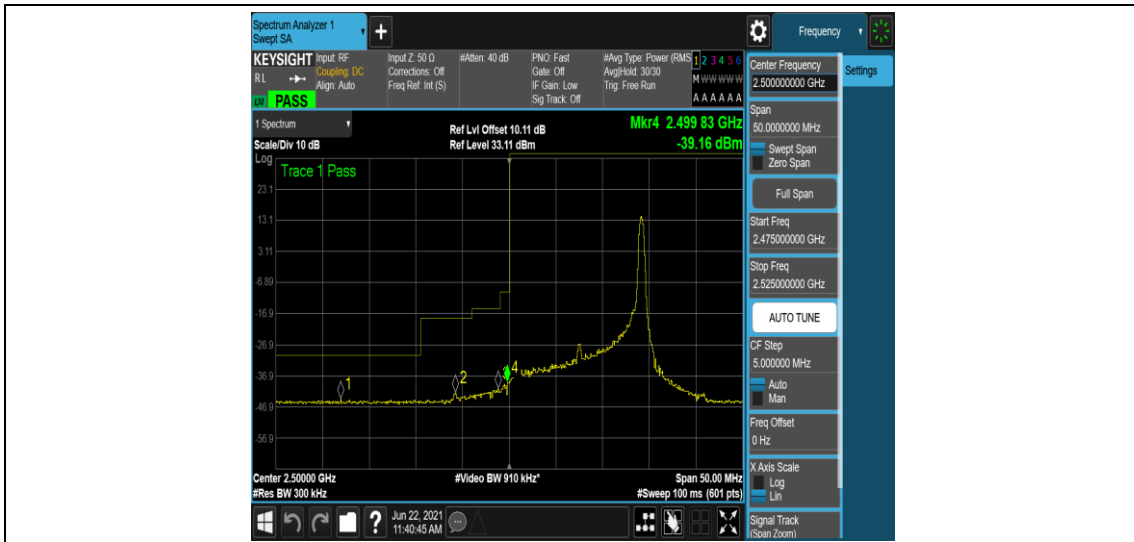 Spectrum Analyzer 1
Swept SA
+
Frequency
KEYSIGHT
RL
LXI PASS
Input: RF
Coupling: DC
Align: Auto
Input Z: 50 Ω
Corrections: Off
Freq Ref: Int (S)
#Atten: 40 dB
PNO: Fast
Gate: Off
IF Gain: Low
Sig Track: Off
#Avg Type: Power (RMS
Avg|Hold: 30/30
Trig: Free Run
1 2 3 4 5 6
M W W W W W
A A A A A A
1 Spectrum
Scale/Div 10 dB
Ref Lvl Offset 10.11 dB
Ref Level 33.11 dBm
Mkr4 2.499 83 GHz
-39.16 dBm
Log
Trace 1 Pass
23.1
13.1
3.11
-6.89
-16.9
-26.9
-36.9
-46.9
-56.9
1
2
4
Center 2.50000 GHz
#Res BW 300 kHz
#Video BW 910 kHz*
Span 50.00 MHz
#Sweep 100 ms (601 pts)
Center Frequency
2.500000000 GHz
Settings
Span
50.0000000 MHz
Swept Span
Zero Span
Full Span
Start Freq
2.475000000 GHz
Stop Freq
2.525000000 GHz
AUTO TUNE
CF Step
5.000000 MHz
Auto
Man
Freq Offset
0 Hz
X Axis Scale
Log
Lin
Signal Track
(Span Zoom)
?
Jun 22, 2021
11:40:45 AM